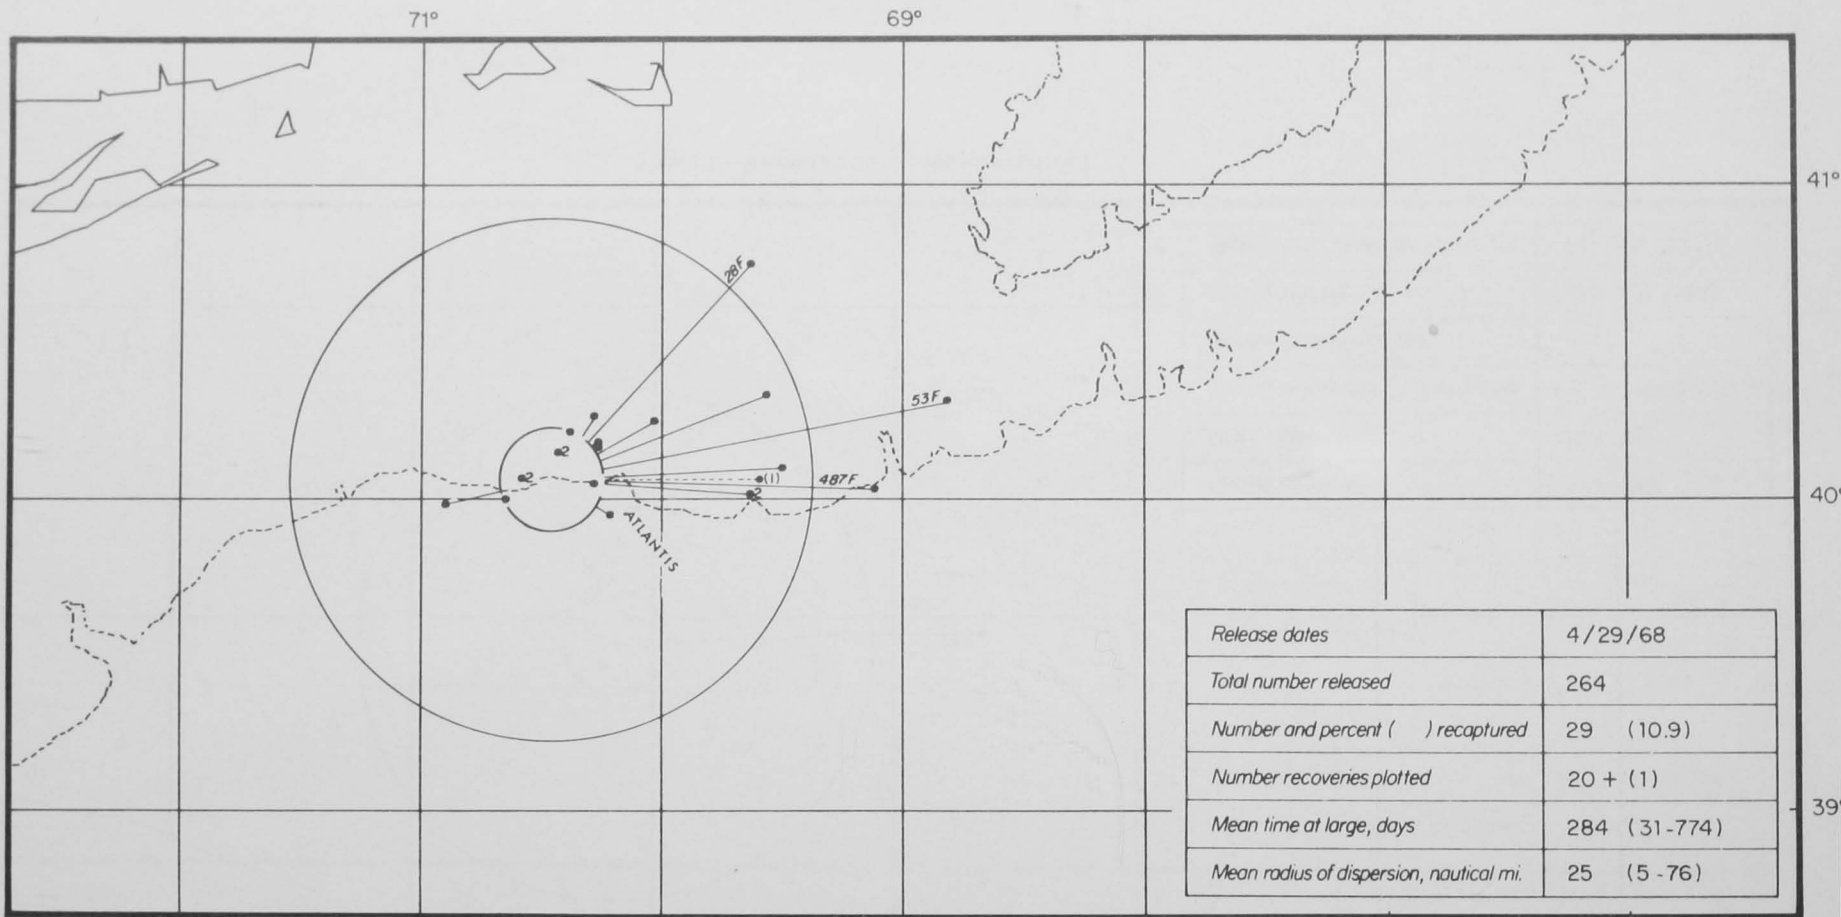 71° 69°
41°
28F
53F
2
2
(1)
487F
2
40°
ATLANTIS
Release dates 4/29/68
Total number released 264
Number and percent ( ) recaptured 29 (10.9)
Number recoveries plotted 20 + (1)
39°
Mean time at large, days 284 (31-774)
Mean radius of dispersion, nautical mi. 25 (5-76)